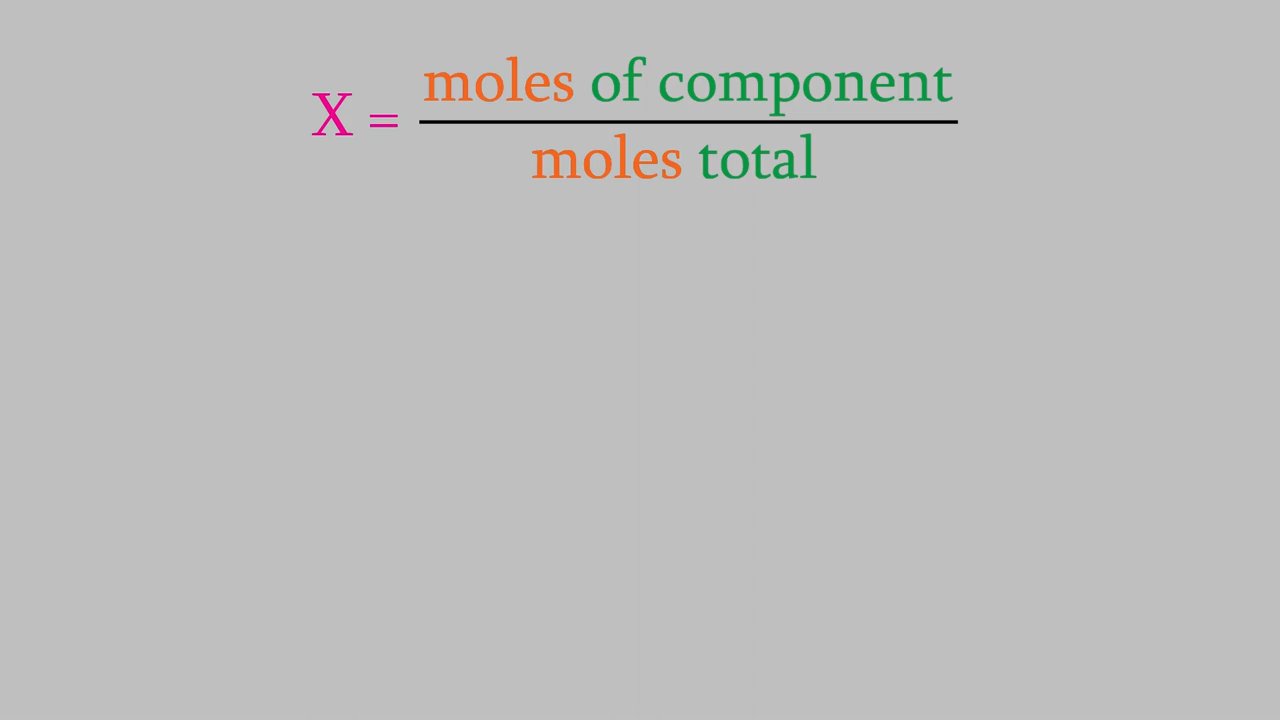 X = moles of component
moles total